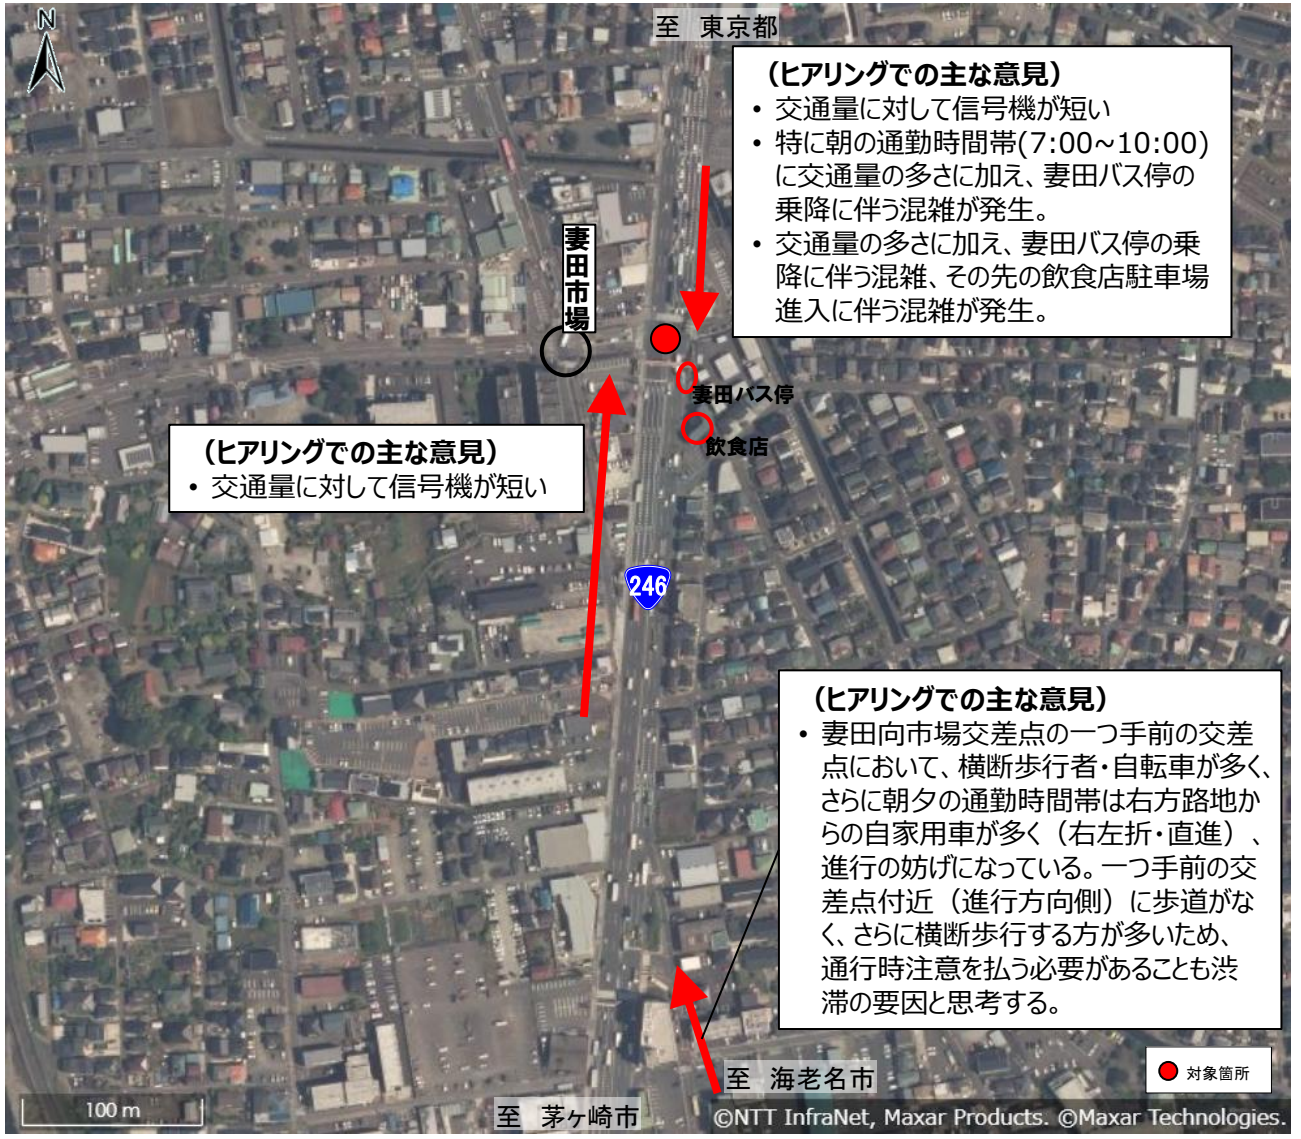 N
至 東京都
（ヒアリングでの主な意見）
• 交通量に対して信号機が短い
• 特に朝の通勤時間帯(7:00~10:00)
に交通量の多さに加え、妻田バス停の
乗降に伴う混雑が発生。
• 交通量の多さに加え、妻田バス停の乗
降に伴う混雑、その先の飲食店駐車場
進入に伴う混雑が発生。
妻田市場
妻田バス停
飲食店
（ヒアリングでの主な意見）
• 交通量に対して信号機が短い
246
（ヒアリングでの主な意見）
• 妻田向市場交差点の一つ手前の交差
点において、横断歩行者・自転車が多く、
さらに朝夕の通勤時間帯は右方路地か
らの自家用車が多く（右左折・直進）、
進行の妨げになっている。一つ手前の交
差点付近（進行方向側）に歩道がな
く、さらに横断歩行する方が多いため、
通行時注意を払う必要があることも渋
滞の要因と思考する。
至 海老名市
対象箇所
100 m
至 茅ヶ崎市
©NTT InfraNet, Maxar Products. ©Maxar Technologies.